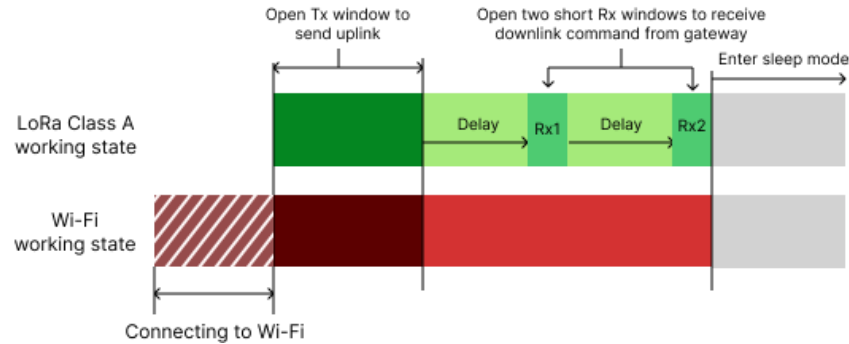 Open Tx window to
send uplink
Open two short Rx windows to receive
downlink command from gateway
Enter sleep mode
LoRa Class A
working state
Delay
Rx1
Delay
Rx2
Wi-Fi
working state
Connecting to Wi-Fi